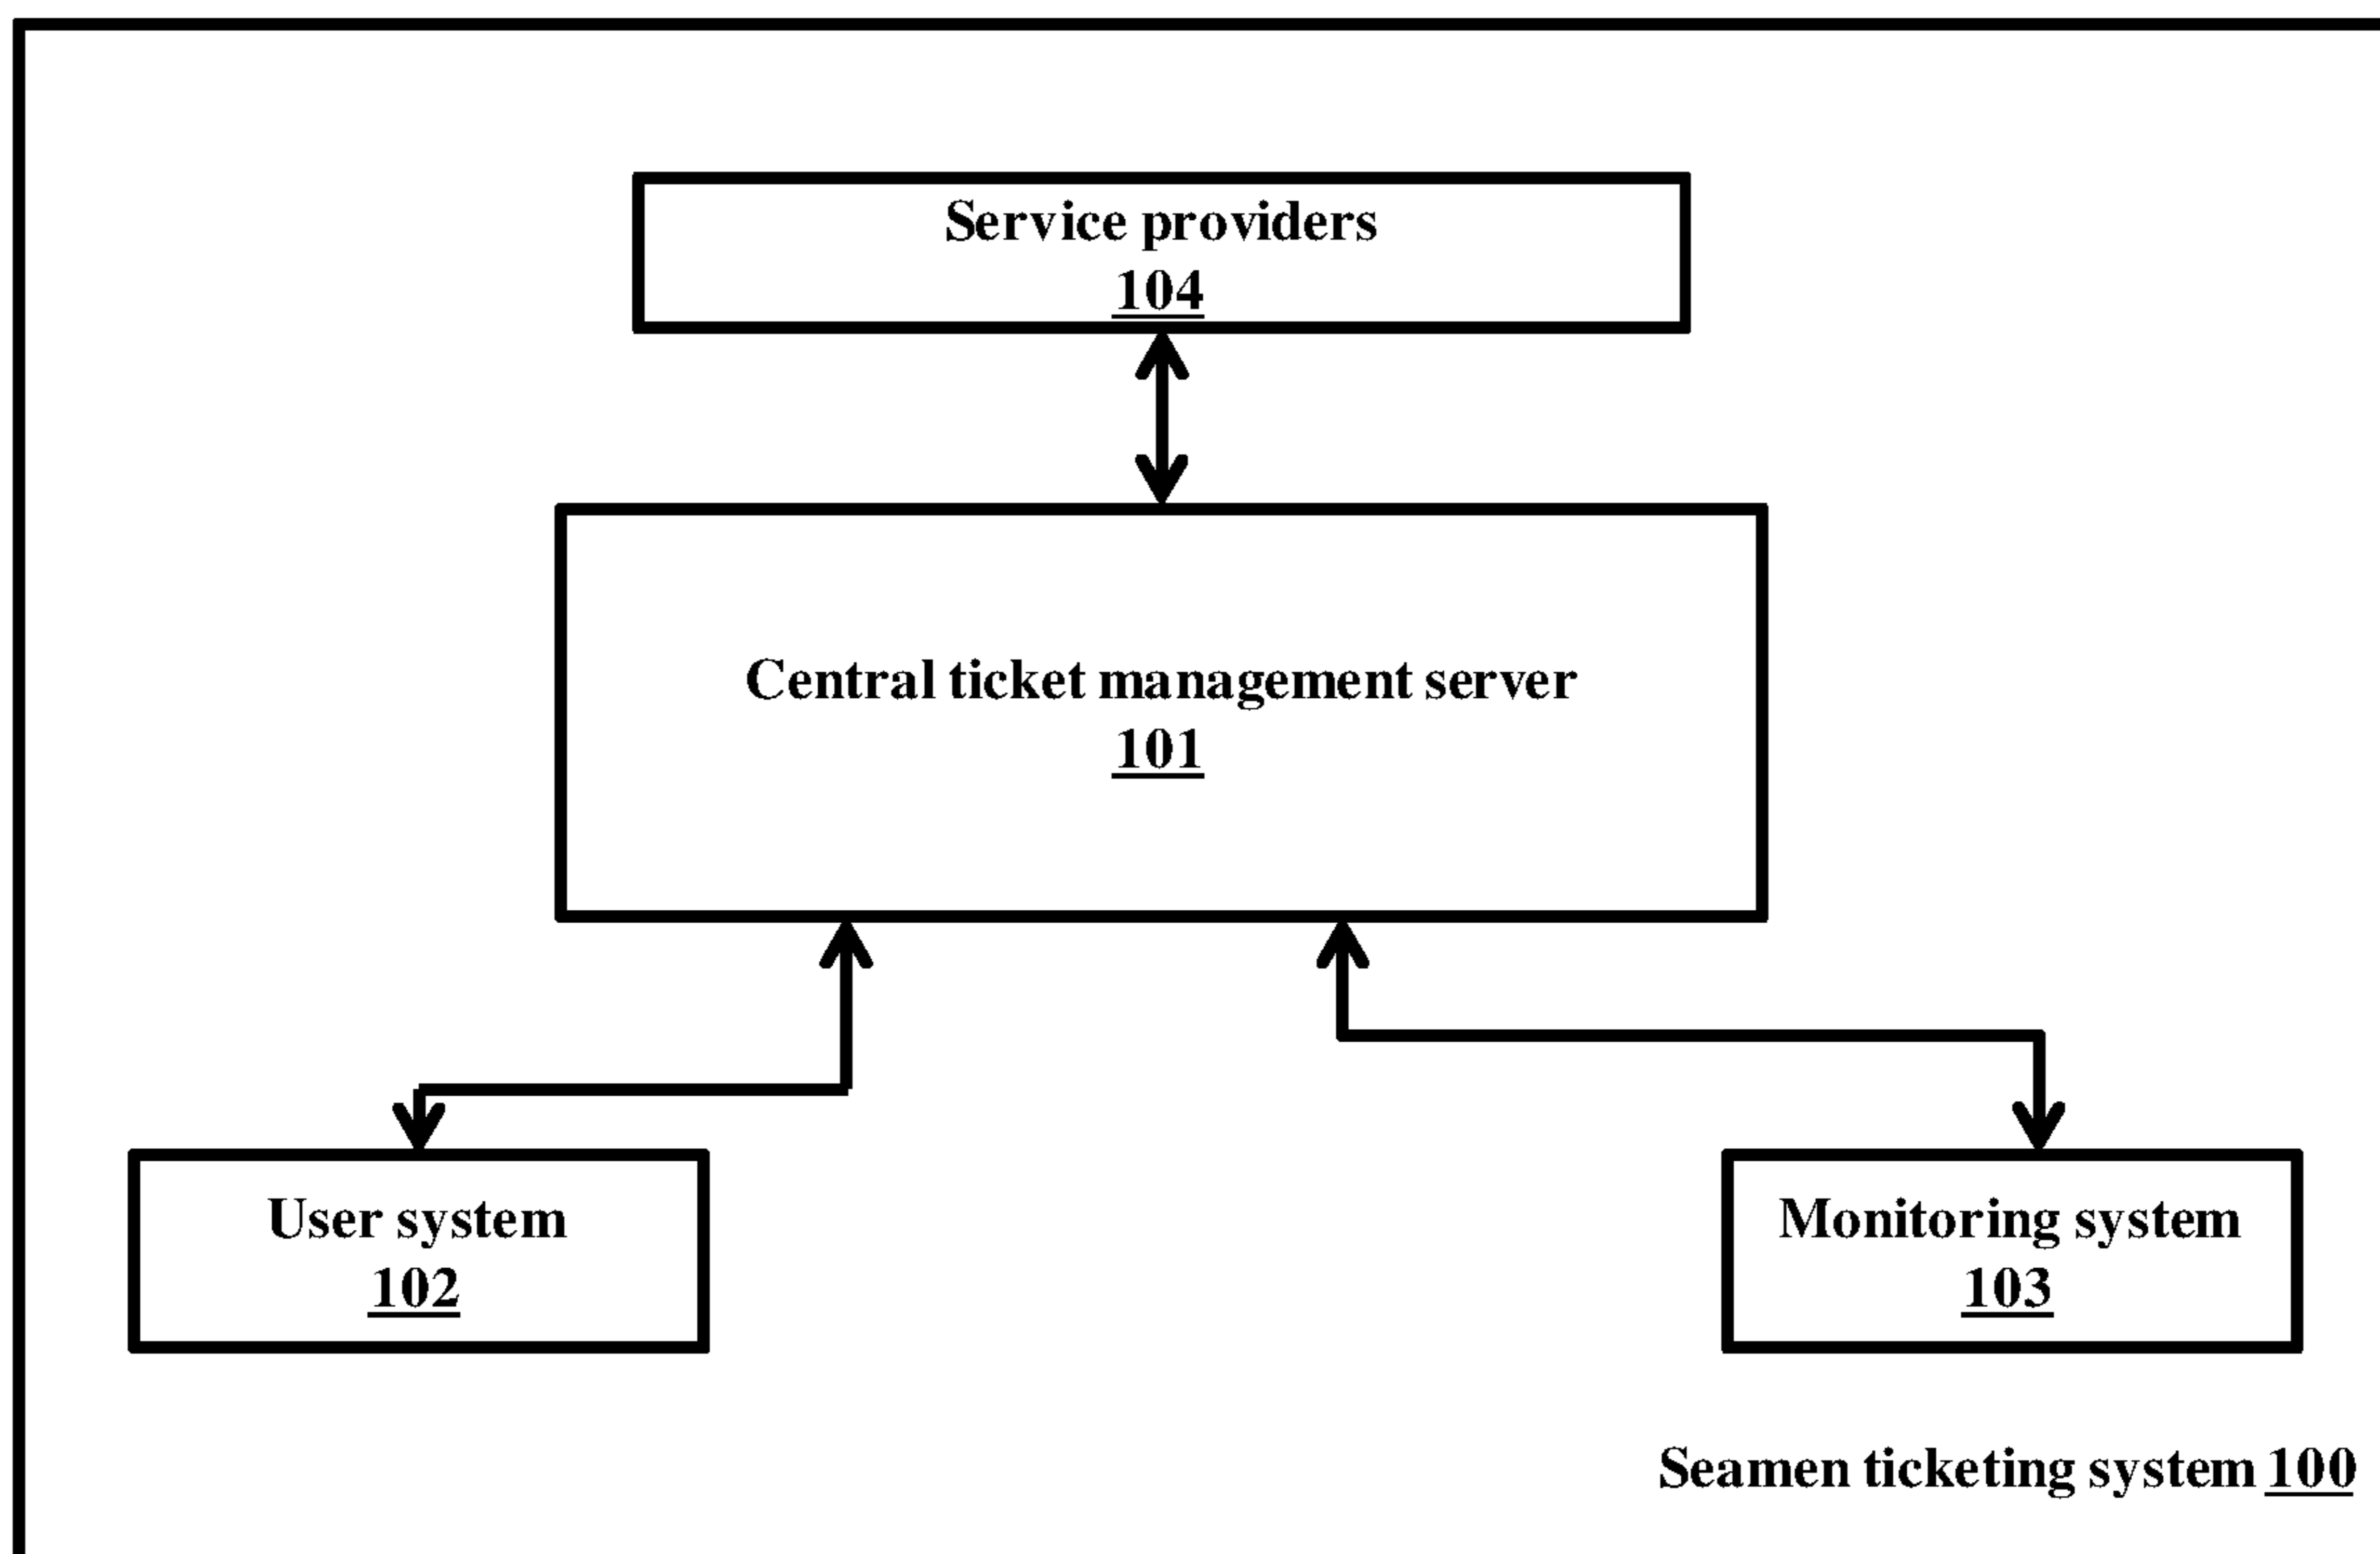 Service providers
104
Central ticket management server
101
User system
102
Monitoring system
103
Seamen ticketing system 100